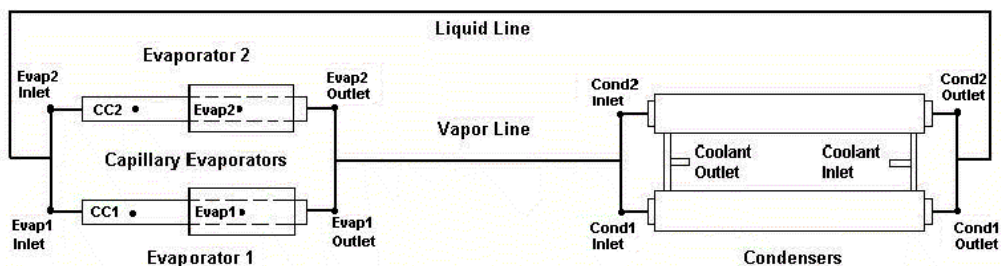 Liquid Line
Evaporator 2
Evap2
Inlet
Evap2
Outlet
CC2
Evap2
Capillary Evaporators
CC1
Evap1
Evap1
Inlet
Evap1
Outlet
Evaporator 1
Vapor Line
Cond2
Inlet
Cond2
Outlet
Coolant
Outlet
Coolant
Inlet
Cond1
Inlet
Cond1
Outlet
Condensers